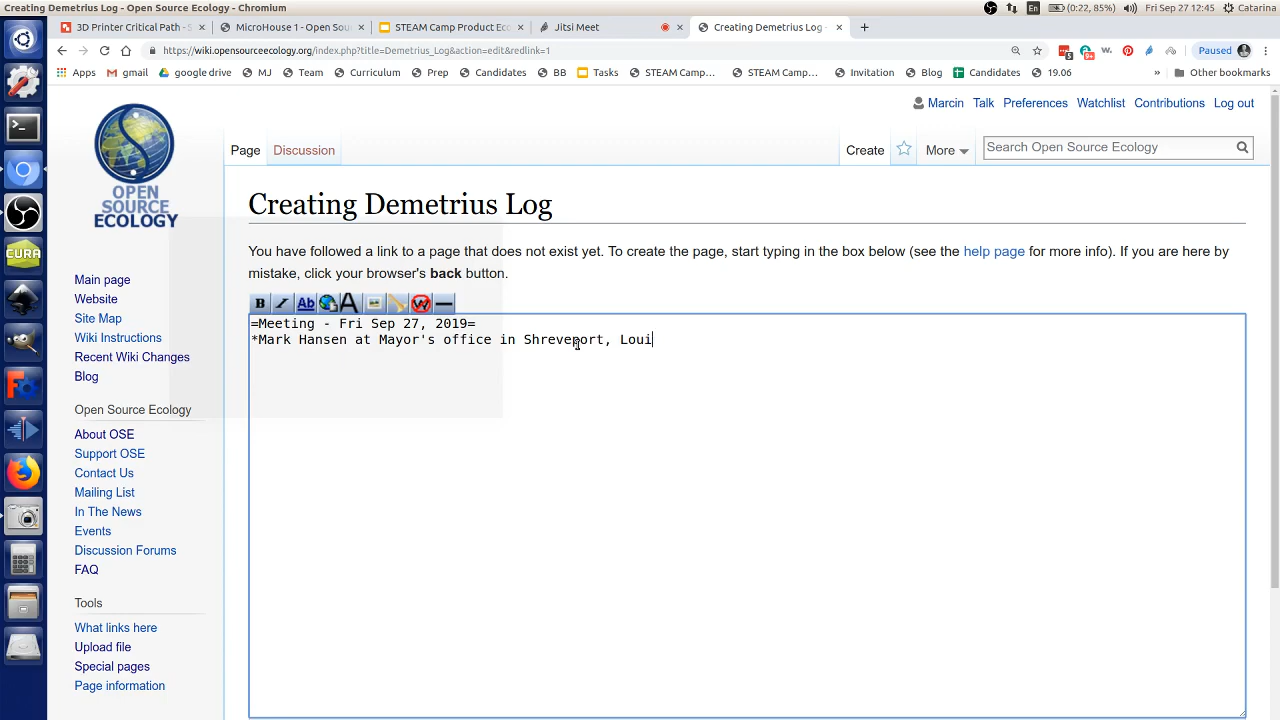 Creating Demetrius Log - Open Source Ecology - Chromium
(0:22, 85%) Fri Sep 27 12:45 Catarina
3D Printer Critical Path - S
MicroHouse 1 - Open Sour
STEAM Camp Product Ec
Jitsi Meet
Creating Demetrius Log -
https://wiki.opensourceecology.org/index.php?title=Demetrius_Log&action=edit&redlink=1
Paused
Apps gmail google drive MJ Team Curriculum Prep Candidates BB Tasks STEAM Camp... STEAM Camp... Invitation Blog Candidates 19.06 » Other bookmarks
Marcin Talk Preferences Watchlist Contributions Log out
Page Discussion Create More Search Open Source Ecology
OPEN
SOURCE
ECOLOGY
Creating Demetrius Log
You have followed a link to a page that does not exist yet. To create the page, start typing in the box below (see the help page for more info). If you are here by
mistake, click your browser's back button.
B I Ab A W
=Meeting - Fri Sep 27, 2019=
*Mark Hansen at Mayor's office in Shreveport, Loui
Main page
Website
Site Map
Wiki Instructions
Recent Wiki Changes
Blog
Open Source Ecology
About OSE
Support OSE
Contact Us
Mailing List
In The News
Events
Discussion Forums
FAQ
Tools
What links here
Upload file
Special pages
Page information
CURA